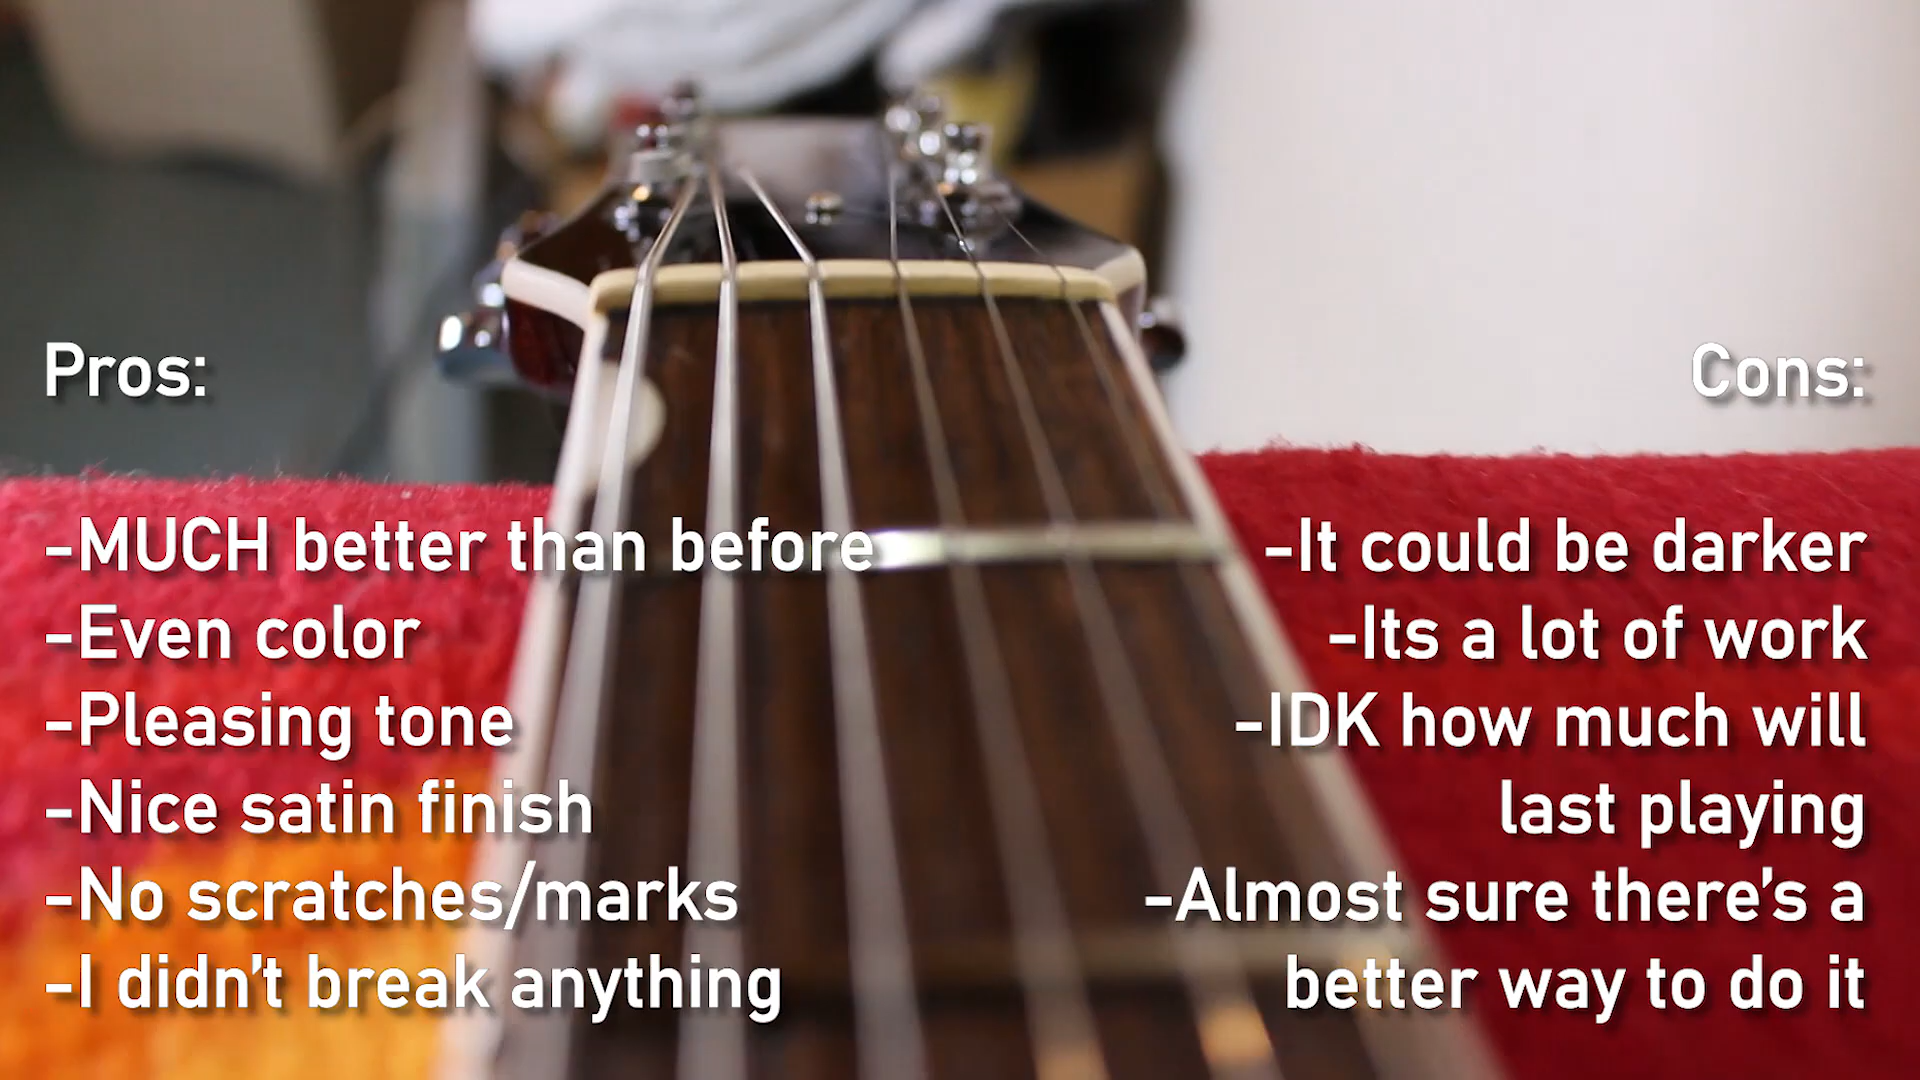 Pros:
-MUCH better than before
-Even color
-Pleasing tone
-Nice satin finish
-No scratches/marks
-I didn't break anything
Cons:
-It could be darker
-Its a lot of work
-IDK how much will
last playing
-Almost sure there's a
better way to do it